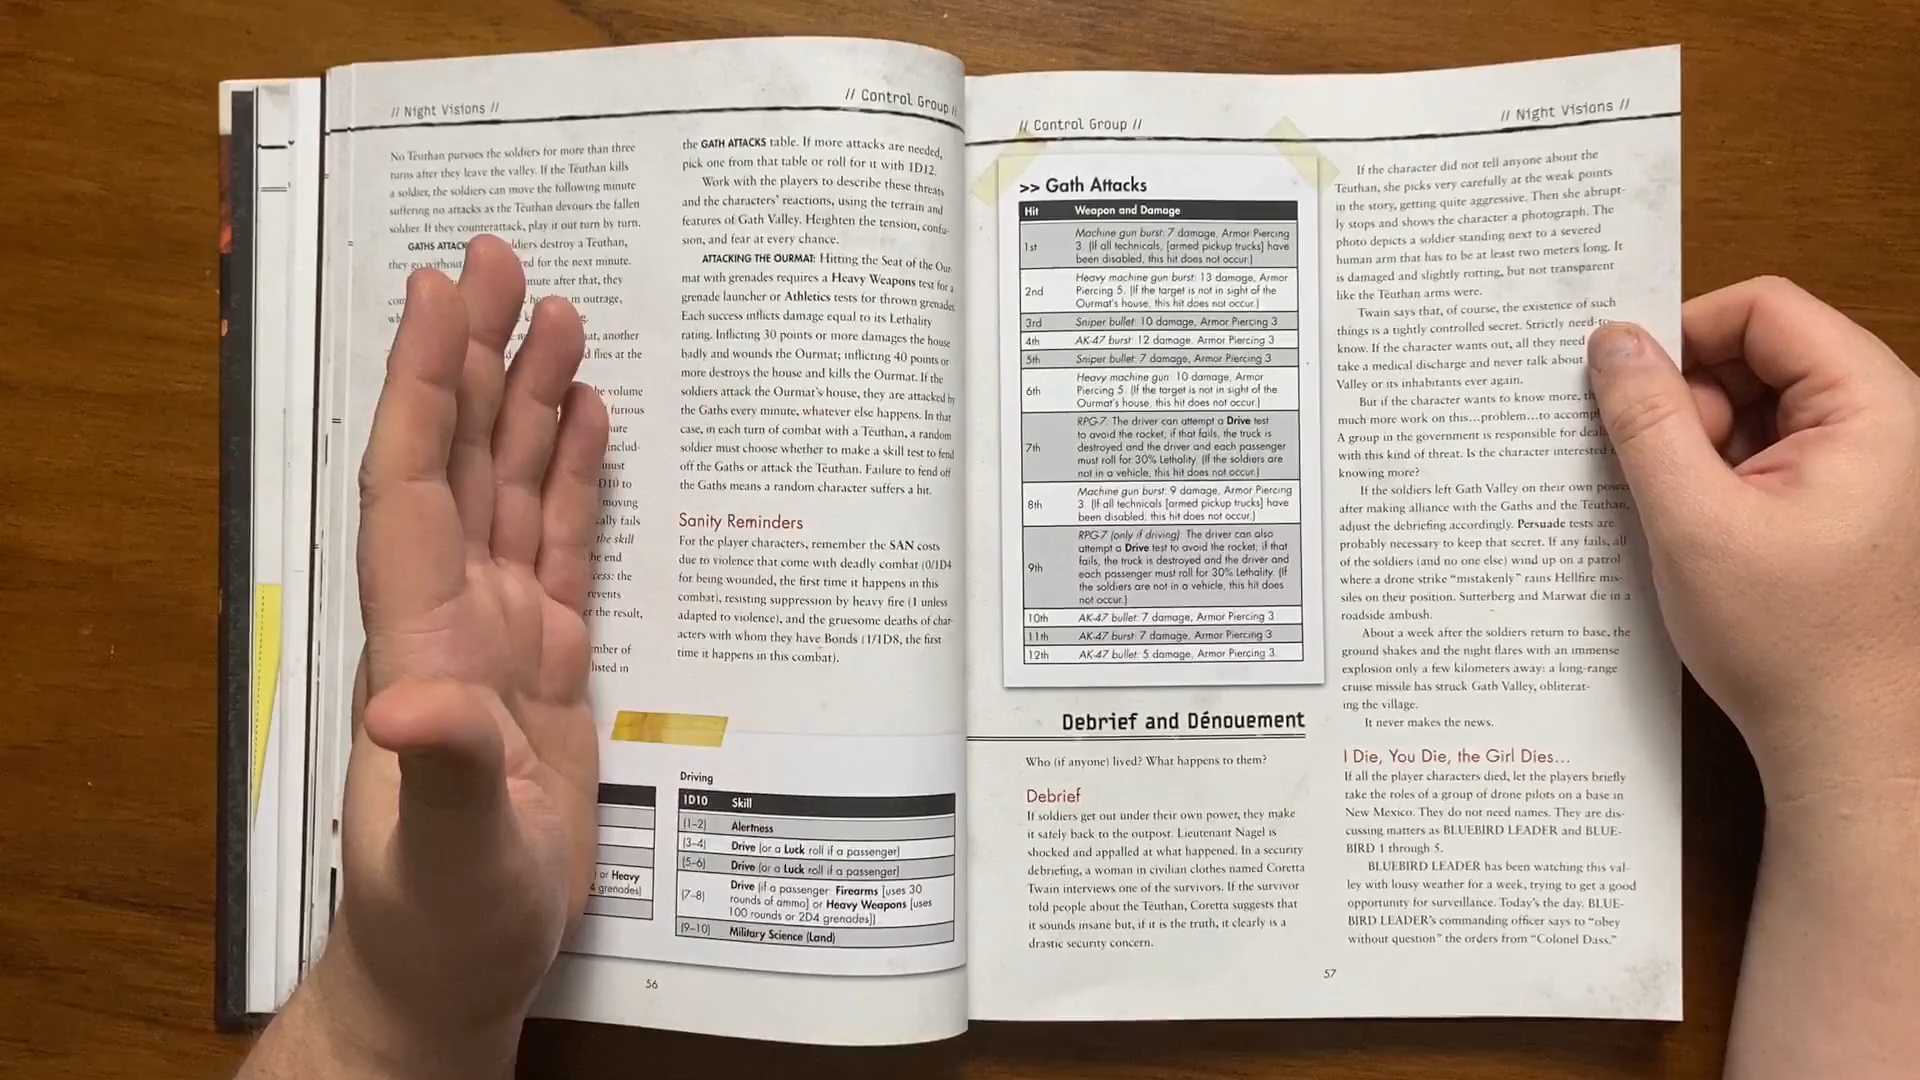 // Night Visions //
// Control Group //
No Teuthan pursues the soldiers for more than three
turns after they leave the valley. If the Teuthan kills
a soldier, the soldiers can move the following minute
suffering no attacks as the Teuthan devours the fallen
soldier. If they counterattack, play it out turn by turn.
GATHS ATTACK
soldiers destroy a Teuthan,
they go without
for the next minute.
minute after that, they
outrage,
another
flies at the
the volume
furious
includ-
must
1D10 to
moving
fails
the skill
the end
the
prevents
the result,
member of
listed in
the GATH ATTACKS table. If more attacks are needed,
pick one from that table or roll for it with 1D12.
Work with the players to describe these threats
and the characters' reactions, using the terrain and
features of Gath Valley. Heighten the tension, confu-
sion, and fear at every chance.
ATTACKING THE OURMAT: Hitting the Seat of the Our-
mat with grenades requires a Heavy Weapons test for a
grenade launcher or Athletics tests for thrown grenades.
Each success inflicts damage equal to its Lethality
rating. Inflicting 30 points or more damages the house
badly and wounds the Ourmat; inflicting 40 points or
more destroys the house and kills the Ourmat. If the
soldiers attack the Ourmat's house, they are attacked by
the Gaths every minute, whatever else happens. In that
case, in each turn of combat with a Teuthan, a random
soldier must choose whether to make a skill test to fend
off the Gaths or attack the Teuthan. Failure to fend off
the Gaths means a random character suffers a hit.
Sanity Reminders
For the player characters, remember the SAN costs
due to violence that come with deadly combat (0/1D4
for being wounded, the first time it happens in this
combat), resisting suppression by heavy fire (1 unless
adapted to violence), and the gruesome deaths of char-
acters with whom they have Bonds (1/1D8, the first
time it happens in this combat).
or Heavy
4 grenades)
Driving
1D10 Skill
(1–2) Alertness
(3–4) Drive (or a Luck roll if a passenger)
(5–6) Drive (or a Luck roll if a passenger)
(7–8) Drive (if a passenger: Firearms [uses 30
rounds of ammo] or Heavy Weapons [uses
100 rounds or 2D4 grenades])
(9–10) Military Science (Land)
56
// Control Group //
// Night Visions //
>> Gath Attacks
Hit Weapon and Damage
1st Machine gun burst: 7 damage, Armor Piercing
3. (If all technicals, [armed pickup trucks] have
been disabled, this hit does not occur.)
2nd Heavy machine gun burst: 13 damage, Armor
Piercing 5. (If the target is not in sight of the
Ourmat's house, this hit does not occur.)
3rd Sniper bullet: 10 damage, Armor Piercing 3.
4th AK-47 burst: 12 damage, Armor Piercing 3.
5th Sniper bullet: 7 damage, Armor Piercing 3.
6th Heavy machine gun: 10 damage, Armor
Piercing 5. (If the target is not in sight of the
Ourmat's house, this hit does not occur.)
7th RPG-7: The driver can attempt a Drive test
to avoid the rocket; if that fails, the truck is
destroyed and the driver and each passenger
must roll for 30% Lethality. (If the soldiers are
not in a vehicle, this hit does not occur.)
8th Machine gun burst: 9 damage, Armor Piercing
3. (If all technicals [armed pickup trucks] have
been disabled, this hit does not occur.)
9th RPG-7 (only if driving): The driver can also
attempt a Drive test to avoid the rocket; if that
fails, the truck is destroyed and the driver and
each passenger must roll for 30% Lethality. (If
the soldiers are not in a vehicle, this hit does
not occur.)
10th AK-47 bullet: 7 damage, Armor Piercing 3.
11th AK-47 burst: 7 damage, Armor Piercing 3.
12th AK-47 bullet: 5 damage, Armor Piercing 3.
Debrief and Dénouement
Who (if anyone) lived? What happens to them?
Debrief
If soldiers get out under their own power, they make
it safely back to the outpost. Lieutenant Nagel is
shocked and appalled at what happened. In a security
debriefing, a woman in civilian clothes named Coretta
Twain interviews one of the survivors. If the survivor
told people about the Teuthan, Coretta suggests that
it sounds insane but, if it is the truth, it clearly is a
drastic security concern.
If the character did not tell anyone about the
Teuthan, she picks very carefully at the weak points
in the story, getting quite aggressive. Then she abrupt-
ly stops and shows the character a photograph. The
photo depicts a soldier standing next to a severed
human arm that has to be at least two meters long. It
is damaged and slightly rotting, but not transparent
like the Teuthan arms were.
Twain says that, of course, the existence of such
things is a tightly controlled secret. Strictly need-to-
know. If the character wants out, all they need
take a medical discharge and never talk about
Valley or its inhabitants ever again.
But if the character wants to know more,
much more work on this…problem…to
A group in the government is responsible for
with this kind of threat. Is the character interested
knowing more?
If the soldiers left Gath Valley on their own power
after making alliance with the Gaths and the Teuthan,
adjust the debriefing accordingly. Persuade tests are
probably necessary to keep that secret. If any fails, all
of the soldiers (and no one else) wind up on a patrol
where a drone strike “mistakenly” rains Hellfire mis-
siles on their position. Surterberg and Marwat die in a
roadside ambush.
About a week after the soldiers return to base, the
ground shakes and the night flares with an immense
explosion only a few kilometers away: a long-range
cruise missile has struck Gath Valley, obliterat-
ing the village.
It never makes the news.
I Die, You Die, the Girl Dies…
If all the player characters died, let the players briefly
take the roles of a group of drone pilots on a base in
New Mexico. They do not need names. They are dis-
cussing matters as BLUEBIRD LEADER and BLUE-
BIRD 1 through 5.
BLUEBIRD LEADER has been watching this val-
ley with lousy weather for a week, trying to get a good
opportunity for surveillance. Today's the day. BLUE-
BIRD LEADER's commanding officer says to “obey
without question” the orders from “Colonel Dass.”
57